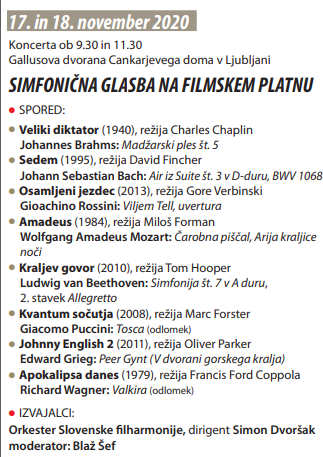 17. in 18. november 2020
Koncerta ob 9.30 in 11.30
Gallusova dvorana Cankarjevega doma v Ljubljani
SIMFONIČNA GLASBA NA FILMSKEM PLATNU
• SPORED:
• Veliki diktator (1940), režija Charles Chaplin
Johannes Brahms: Madžarski ples št. 5
• Sedem (1995), režija David Fincher
Johann Sebastian Bach: Air iz Suite št. 3 v D-duru, BWV 1068
• Osamljeni jezdec (2013), režija Gore Verbinski
Gioachino Rossini: Viljem Tell, uvertura
• Amadeus (1984), režija Miloš Forman
Wolfgang Amadeus Mozart: Čarobna piščal, Arija kraljice
noči
• Kraljev govor (2010), režija Tom Hooper
Ludwig van Beethoven: Simfonija št. 7 v A duru,
2. stavek Allegretto
• Kvantum sočutja (2008), režija Marc Forster
Giacomo Puccini: Tosca (odlomek)
• Johnny English 2 (2011), režija Oliver Parker
Edward Grieg: Peer Gynt (V dvorani gorskega kralja)
• Apokalipsa danes (1979), režija Francis Ford Coppola
Richard Wagner: Valkira (odlomek)
• IZVAJALCI:
Orkester Slovenske filharmonije, dirigent Simon Dvoršak
moderator: Blaž Šef